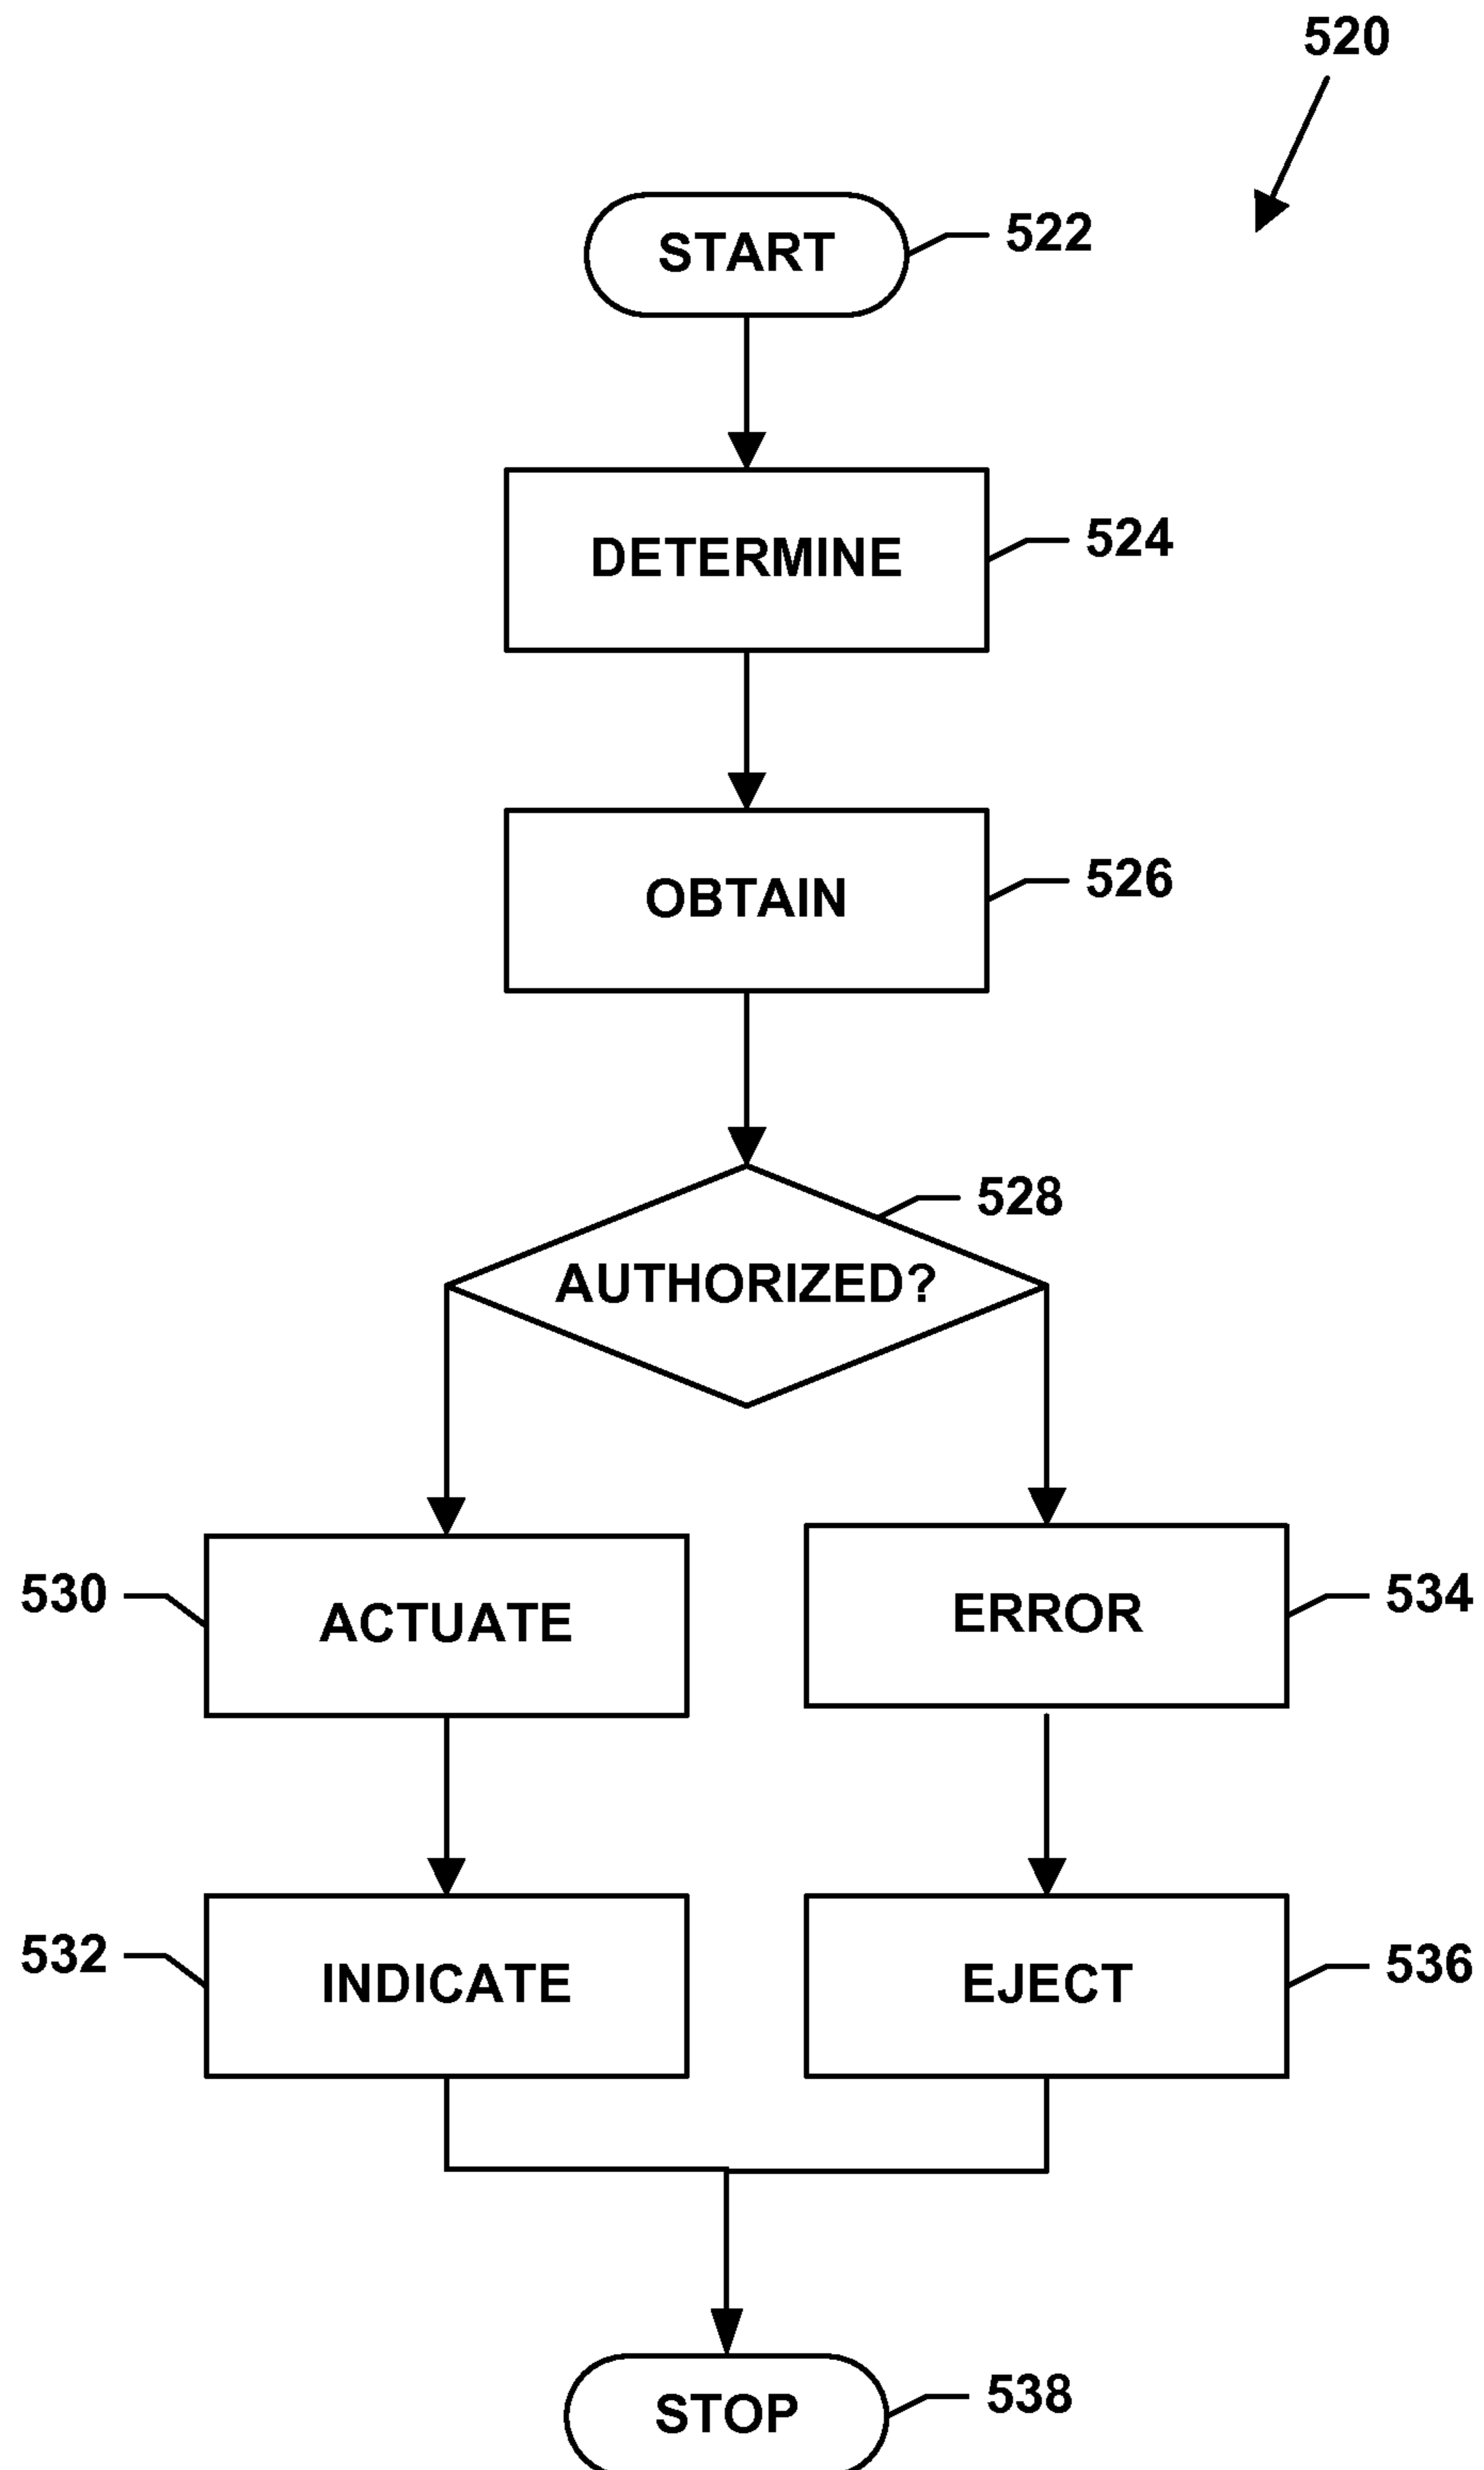 520
START
522
DETERMINE
524
OBTAIN
526
528
AUTHORIZED?
530
ACTUATE
ERROR
534
532
INDICATE
EJECT
536
STOP
538